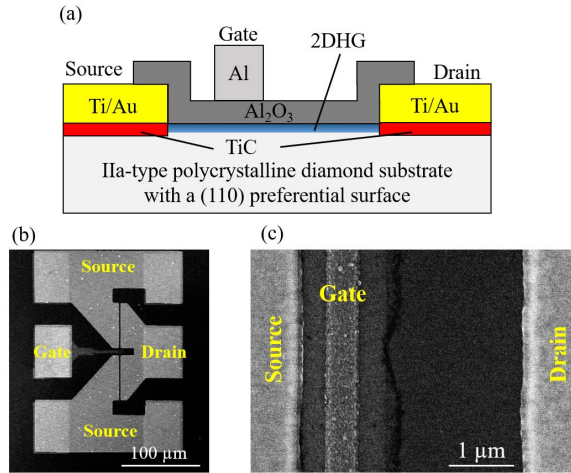 (a)
Gate
2DHG
Source
Al
Drain
Ti/Au
Al₂O₃
Ti/Au
TiC
IIa-type polycrystalline diamond substrate
with a (110) preferential surface
(b)
Source
Gate
Drain
Source
100 µm
(c)
Gate
Source
Drain
1 µm